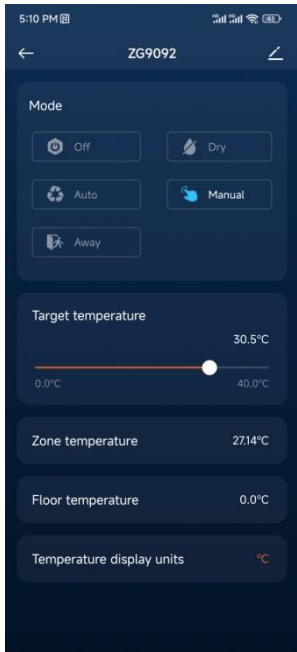 5:10 PM
48
ZG9092
Mode
Off
Dry
Auto
Manual
Away
Target temperature
30.5°C
0.0°C
40.0°C
Zone temperature
27.14°C
Floor temperature
0.0°C
Temperature display units
°C